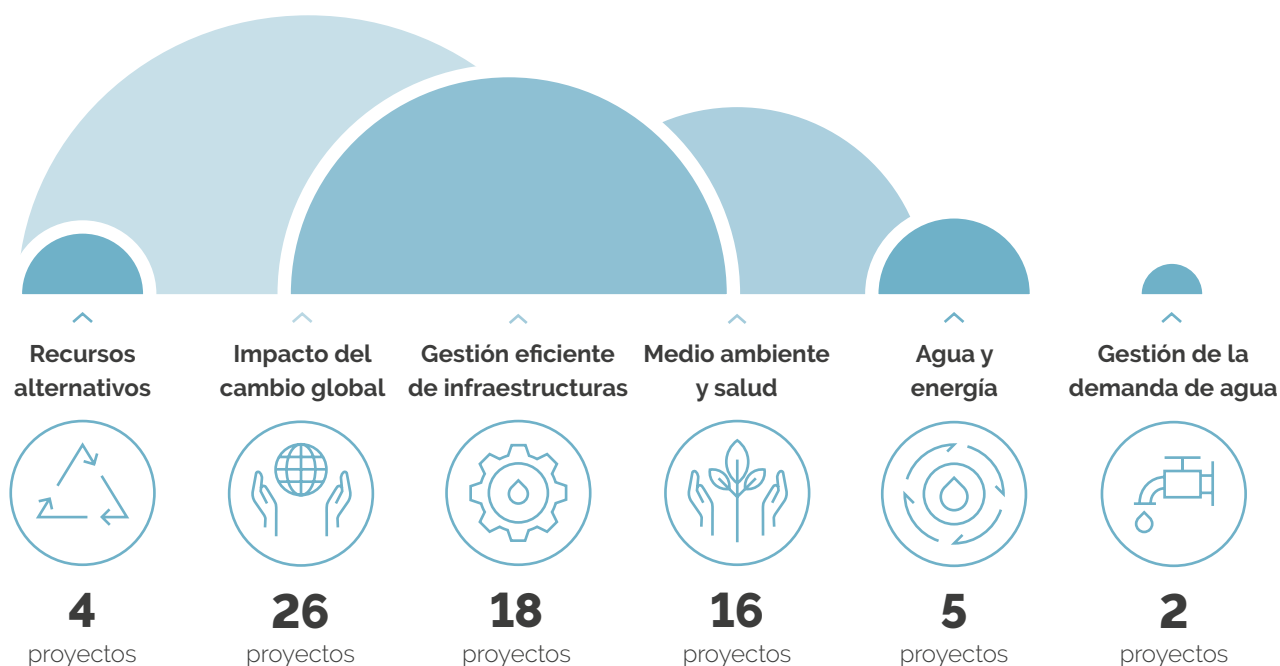 Recursos
alternativos
4
proyectos
Impacto del
cambio global
26
proyectos
Gestión eficiente
de infraestructuras
18
proyectos
Medio ambiente
y salud
16
proyectos
Agua y
energía
5
proyectos
Gestión de la
demanda de agua
2
proyectos